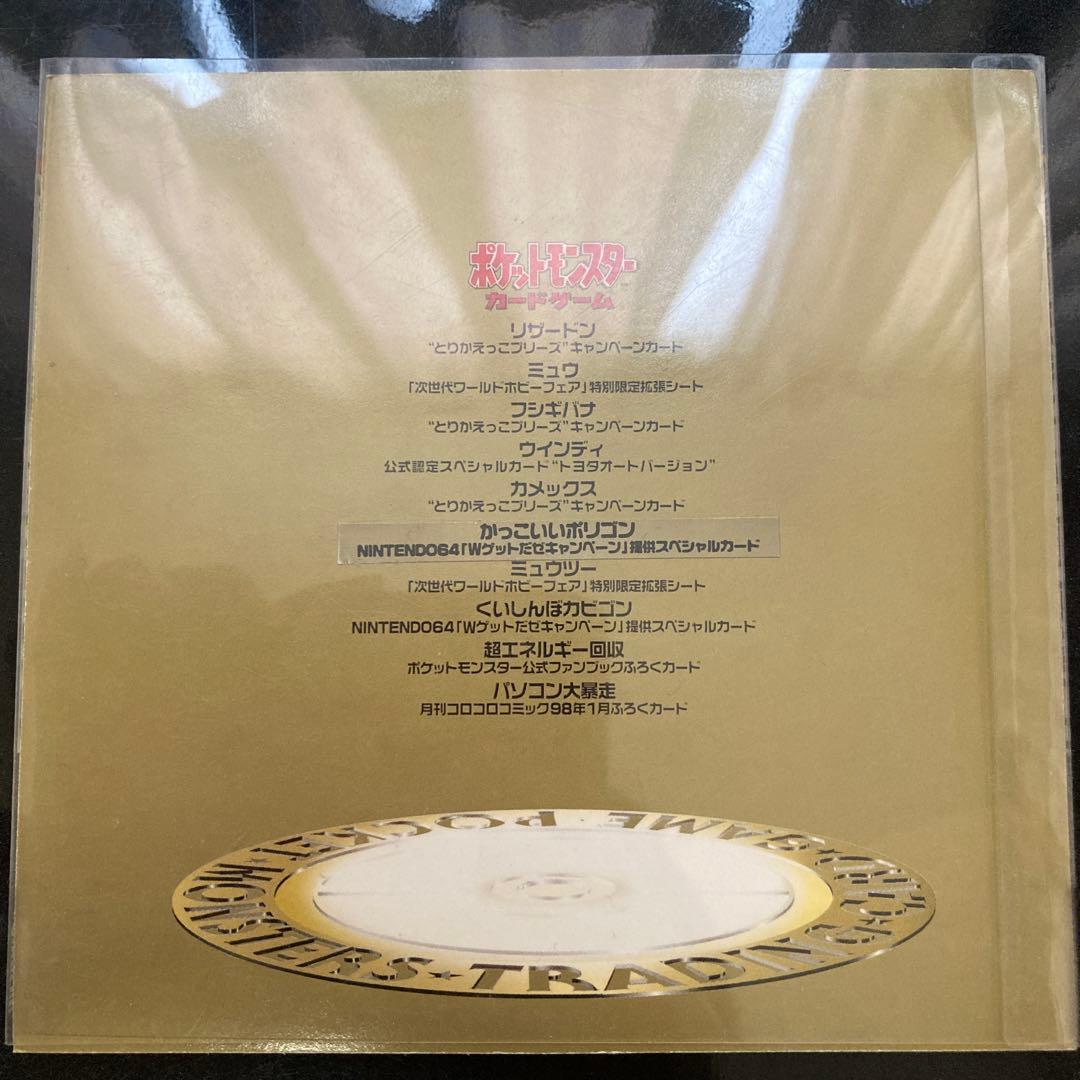 ポケットモンスター
カードゲーム
リザードン
“とりかえっこプリーズ”キャンペーンカード
ミュウ
「次世代ワールドホビーフェア」特別限定拡張シート
フシギバナ
“とりかえっこプリーズ”キャンペーンカード
ウインディ
公式認定スペシャルカード“トヨタオートバージョン”
カメックス
“とりかえっこプリーズ”キャンペーンカード
かっこいいポリゴン
NINTENDO64「Wゲットだぜキャンペーン」提供スペシャルカード
ミュウツー
「次世代ワールドホビーフェア」特別限定拡張シート
くいしんぼカビゴン
NINTENDO64「Wゲットだぜキャンペーン」提供スペシャルカード
超エネルギー回収
ポケットモンスター公式ファンブックふろくカード
パソコン大暴走
月刊コロコロコミック98年1月ふろくカード
POCKET MONSTERS★TRADING CARD GAME